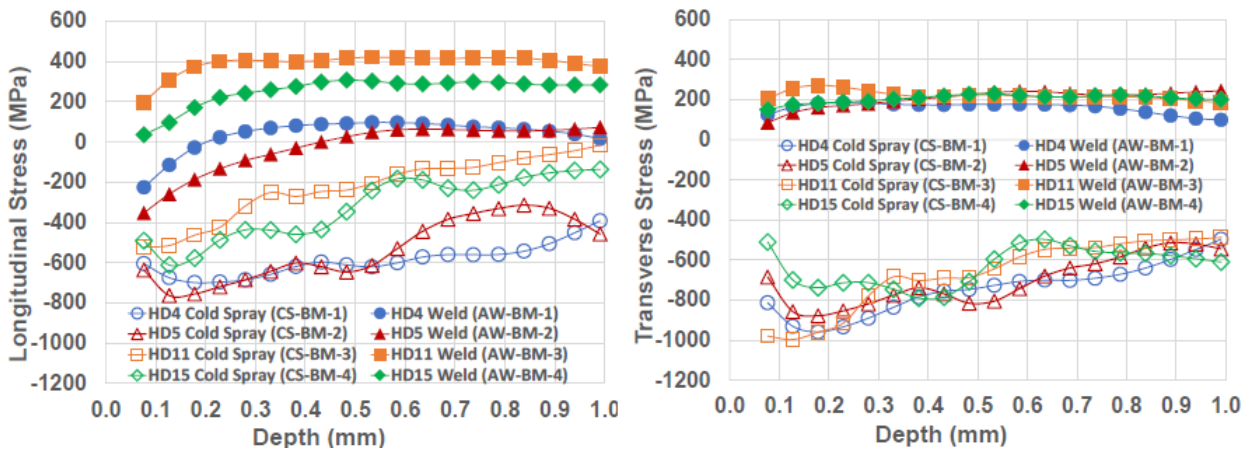 Longitudinal Stress (MPa)
600
400
200
0
-200
-400
-600
-800
-1000
-1200
HD4 Cold Spray (CS-BM-1) HD4 Weld (AW-BM-1)
HD5 Cold Spray (CS-BM-2) HD5 Weld (AW-BM-2)
HD11 Cold Spray (CS-BM-3) HD11 Weld (AW-BM-3)
HD15 Cold Spray (CS-BM-4) HD15 Weld (AW-BM-4)
0.0 0.1 0.2 0.3 0.4 0.5 0.6 0.7 0.8 0.9 1.0
Depth (mm)
Transverse Stress (MPa)
600
400
200
0
-200
-400
-600
-800
-1000
-1200
HD4 Cold Spray (CS-BM-1) HD4 Weld (AW-BM-1)
HD5 Cold Spray (CS-BM-2) HD5 Weld (AW-BM-2)
HD11 Cold Spray (CS-BM-3) HD11 Weld (AW-BM-3)
HD15 Cold Spray (CS-BM-4) HD15 Weld (AW-BM-4)
0.0 0.1 0.2 0.3 0.4 0.5 0.6 0.7 0.8 0.9 1.0
Depth (mm)